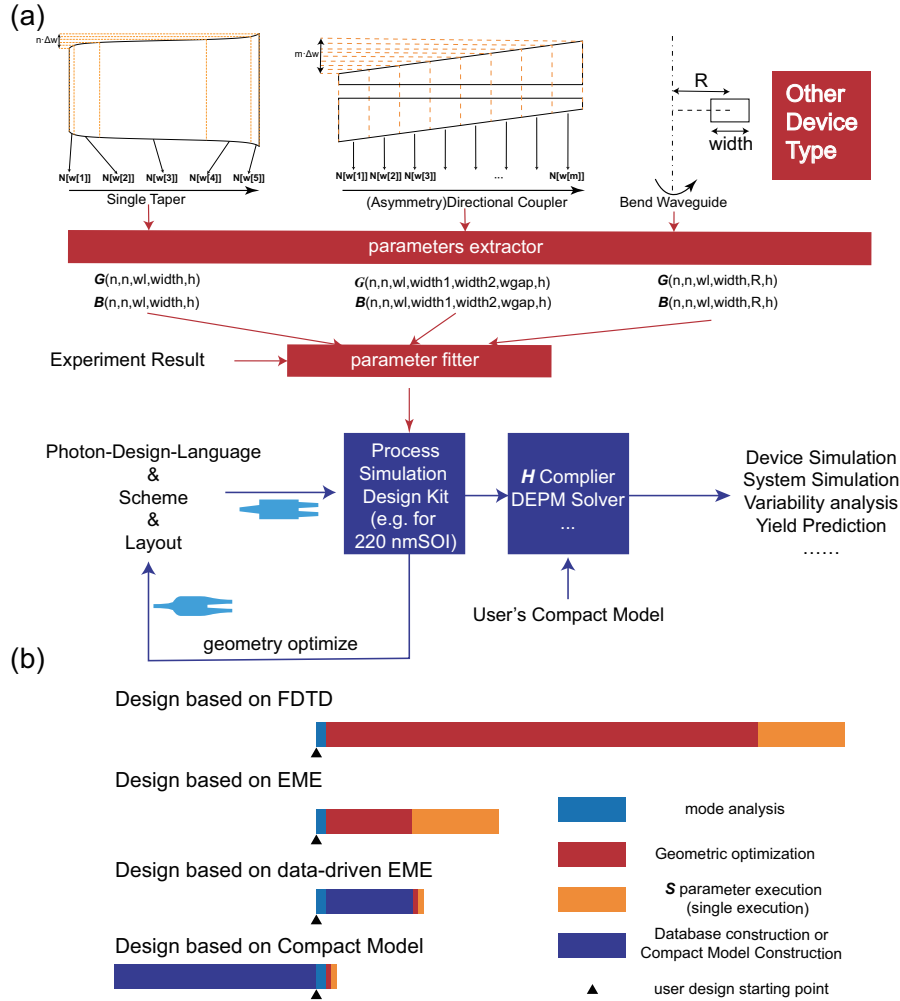 (a)
n·Δw
m·Δw
R
width
Other
Device
Type
N[w[1]] N[w[2]] N[w[3]] N[w[4]] N[w[5]]
N[w[1]] N[w[2]] N[w[3]] ... N[w[m]]
Single Taper
(Asymmetry)Directional Coupler
Bend Waveguide
parameters extractor
G(n,n,wl,width,h)
B(n,n,wl,width,h)
G(n,n,wl,width1,width2,wgap,h)
B(n,n,wl,width1,width2,wgap,h)
G(n,n,wl,width,R,h)
B(n,n,wl,width,R,h)
Experiment Result
parameter fitter
Photon-Design-Language
&
Scheme
&
Layout
Process
Simulation
Design Kit
(e.g. for
220 nmSOI)
H Complier
DEPM Solver
...
Device Simulation
System Simulation
Variability analysis
Yield Prediction
......
User's Compact Model
geometry optimize
(b)
Design based on FDTD
Design based on EME
Design based on data-driven EME
Design based on Compact Model
mode analysis
Geometric optimization
S parameter execution
(single execution)
Database construction or
Compact Model Construction
user design starting point